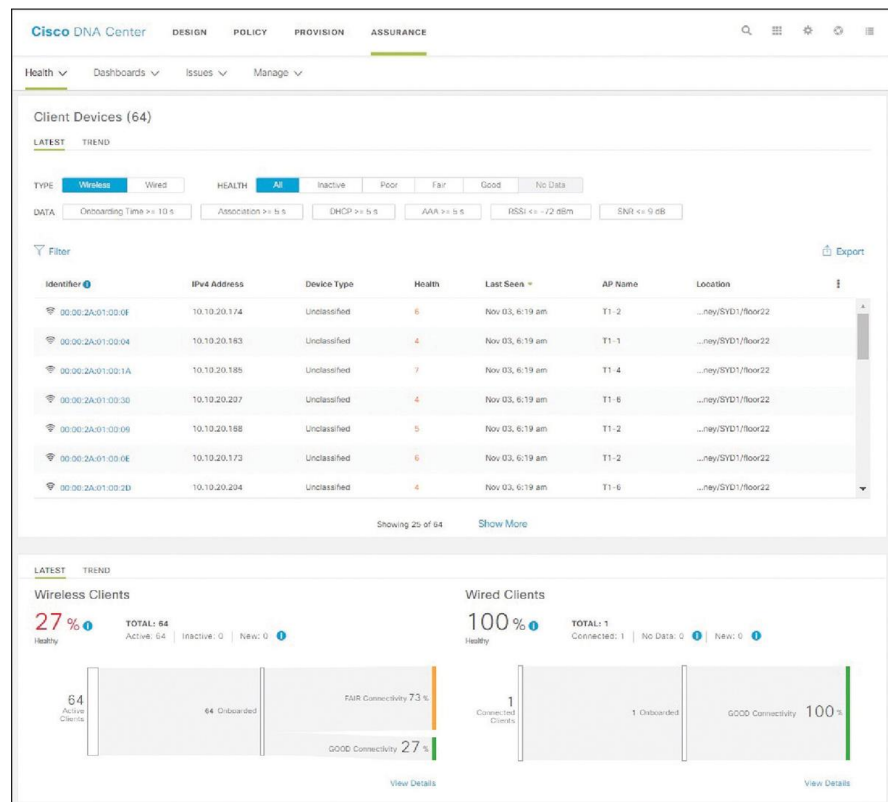 Cisco DNA Center DESIGN POLICY PROVISION ASSURANCE
Health Dashboards Issues Manage
Client Devices (64)
LATEST TREND
TYPE Wireless Wired HEALTH All Inactive Poor Fair Good No Data
DATA Onboarding Time >= 10 s Association >= 5 s DHCP >= 5 s AAA >= 5 s RSSI <= -72 dBm SNR <= 9 dB
Filter Export
Identifier IPv4 Address Device Type Health Last Seen AP Name Location
00:00:2A:01:00:0F 10.10.20.174 Unclassified 6 Nov 03, 6:19 am T1-2 ...ney/SYD1/floor22
00:00:2A:01:00:04 10.10.20.163 Unclassified 4 Nov 03, 6:19 am T1-1 ...ney/SYD1/floor22
00:00:2A:01:00:1A 10.10.20.185 Unclassified 7 Nov 03, 6:19 am T1-4 ...ney/SYD1/floor22
00:00:2A:01:00:30 10.10.20.207 Unclassified 4 Nov 03, 6:19 am T1-6 ...ney/SYD1/floor22
00:00:2A:01:00:09 10.10.20.168 Unclassified 5 Nov 03, 6:19 am T1-2 ...ney/SYD1/floor22
00:00:2A:01:00:0E 10.10.20.173 Unclassified 6 Nov 03, 6:19 am T1-2 ...ney/SYD1/floor22
00:00:2A:01:00:2D 10.10.20.204 Unclassified 4 Nov 03, 6:19 am T1-6 ...ney/SYD1/floor22
Showing 25 of 64 Show More
LATEST TREND
Wireless Clients
27 %
Healthy
TOTAL: 64
Active: 64 Inactive: 0 New: 0
64
Active
Clients
64 Onboarded
FAIR Connectivity 73 %
GOOD Connectivity 27 %
View Details
Wired Clients
100 %
Healthy
TOTAL: 1
Connected: 1 No Data: 0 New: 0
1
Connected
Clients
1 Onboarded
GOOD Connectivity 100 %
View Details